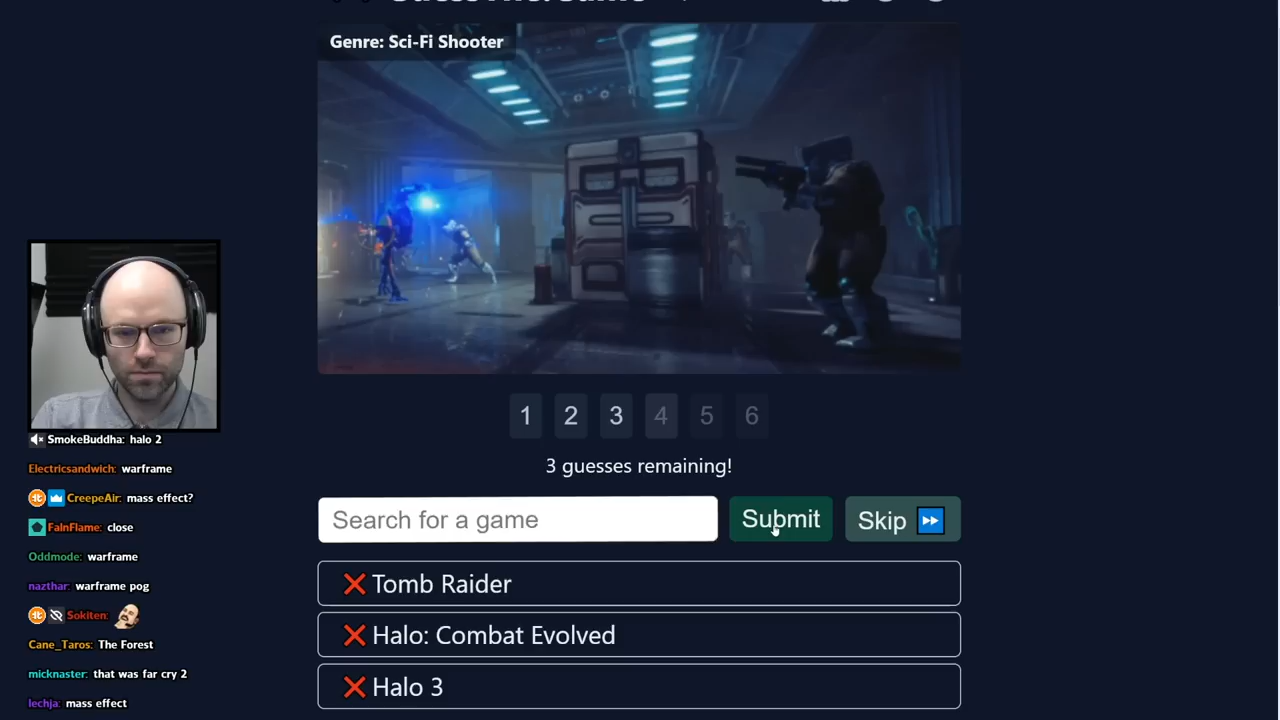 Genre: Sci-Fi Shooter
1 2 3 4 5 6
3 guesses remaining!
Search for a game
Submit
Skip
Tomb Raider
Halo: Combat Evolved
Halo 3
SmokeBuddha: halo 2
Electricsandwich: warframe
CreepeAir: mass effect?
FalnFlame: close
Oddmode: warframe
nazthar: warframe pog
Sokiten:
Cane_Taros: The Forest
micknaster: that was far cry 2
lechja: mass effect